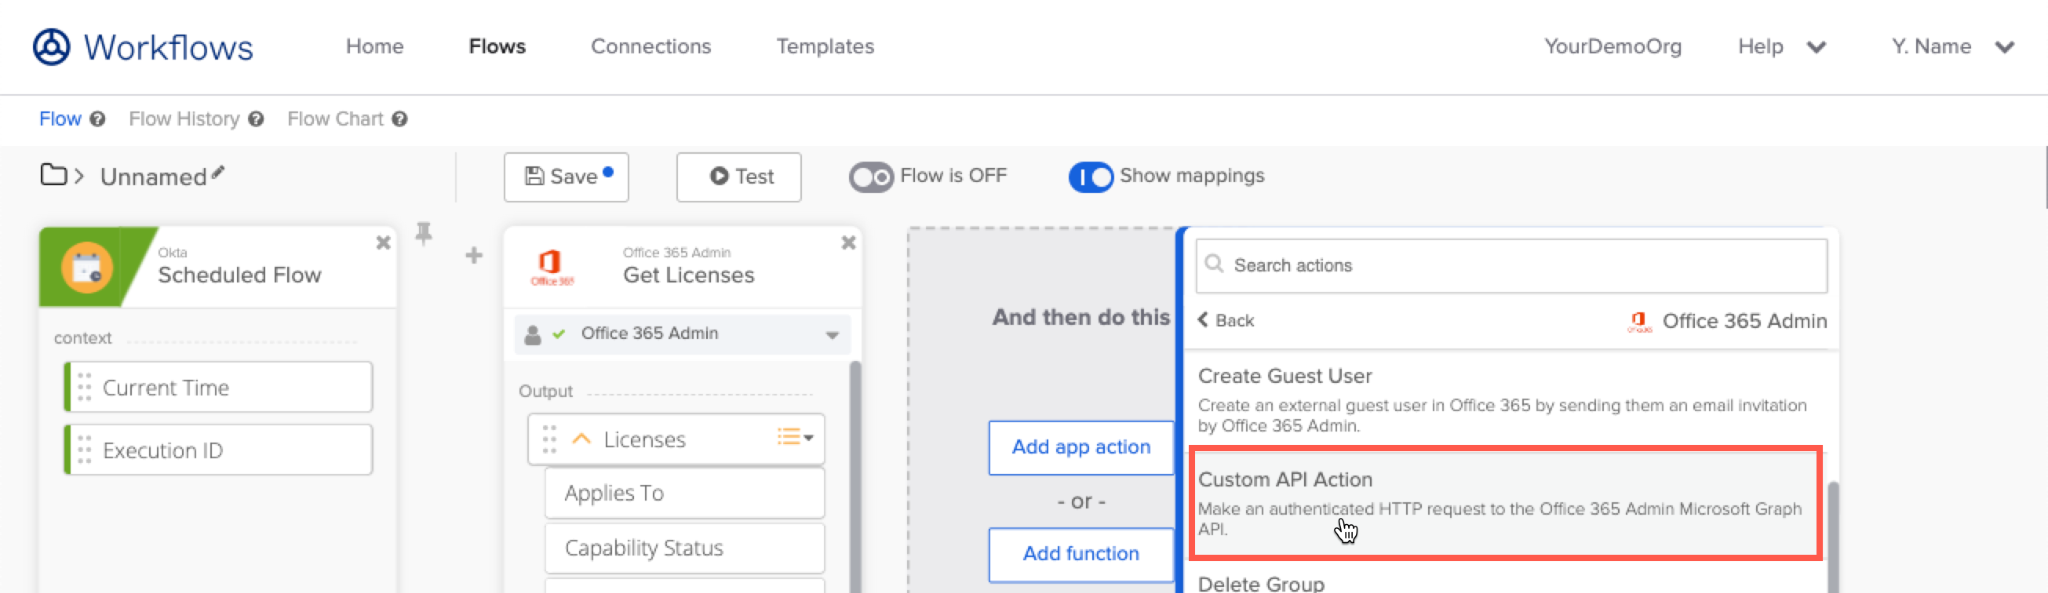 Workflows
Home
Flows
Connections
Templates
YourDemoOrg
Help
Y. Name
Flow
Flow History
Flow Chart
Unnamed
Save
Test
Flow is OFF
Show mappings
Okta
Scheduled Flow
context
Current Time
Execution ID
Office 365 Admin
Get Licenses
Office 365
Office 365 Admin
Output
Licenses
Applies To
Capability Status
And then do this
Add app action
- or -
Add function
Search actions
Back
Office 365 Admin
Create Guest User
Create an external guest user in Office 365 by sending them an email invitation
by Office 365 Admin.
Custom API Action
Make an authenticated HTTP request to the Office 365 Admin Microsoft Graph
API.
Delete Group